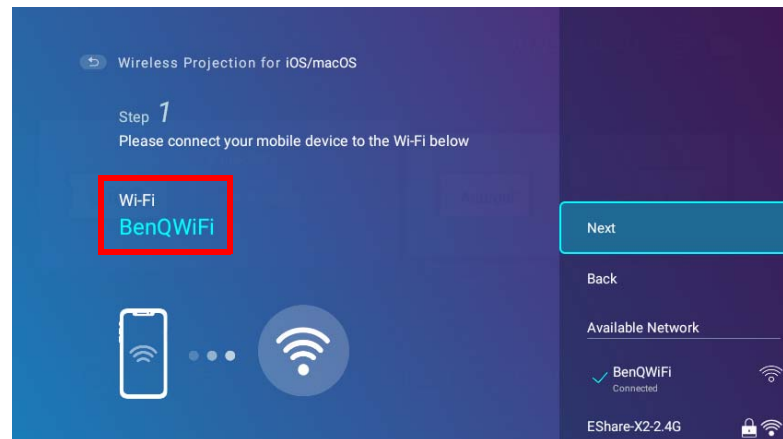 Wireless Projection for iOS/macOS
Step 1
Please connect your mobile device to the Wi-Fi below
Wi-Fi
BenQWiFi
Next
Back
Available Network
BenQWiFi
Connected
EShare-X2-2.4G